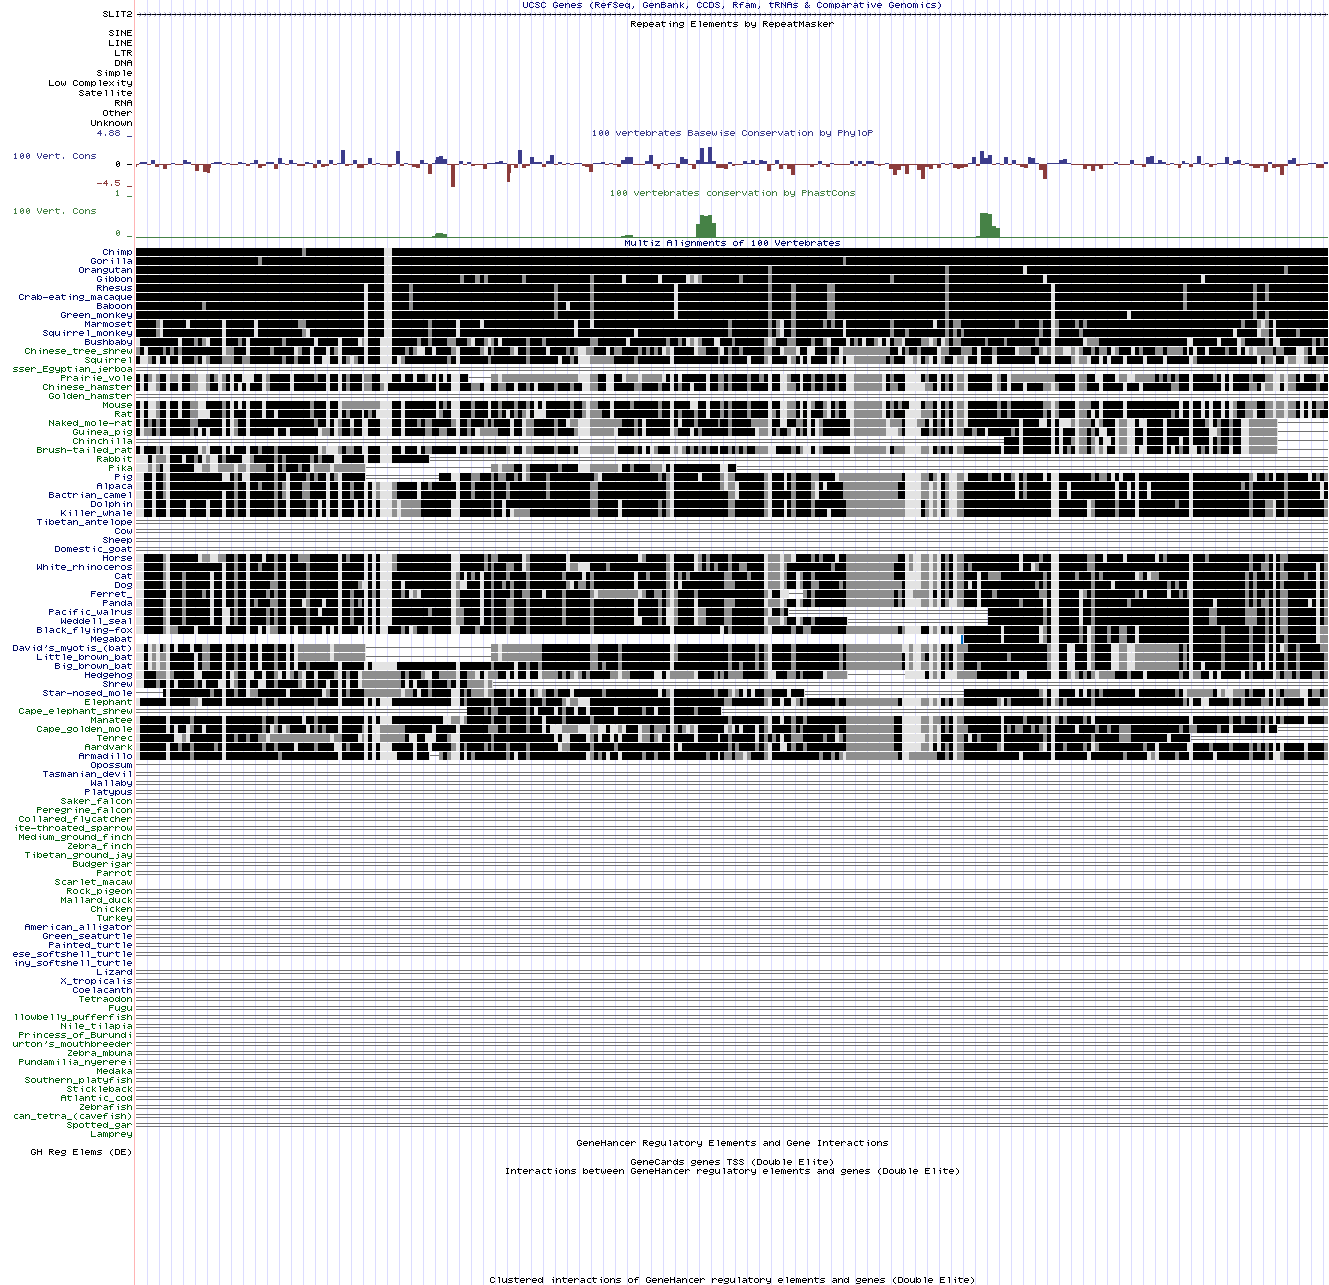 UCSC Genes (RefSeq, GenBank, CCDS, Rfam, tRNAs & Comparative Genomics)
SLIT2
Repeating Elements by RepeatMasker
SINE
LINE
LTR
DNA
Simple
Low Complexity
Satellite
RNA
Other
Unknown
4.88 _
100 vertebrates Basewise Conservation by PhyloP
100 Vert. Cons
0 _
-4.5 _
1 _
100 vertebrates conservation by PhastCons
100 Vert. Cons
0 _
Multiz Alignments of 100 Vertebrates
Chimp
Gorilla
Orangutan
Gibbon
Rhesus
Crab-eating_macaque
Baboon
Green_monkey
Marmoset
Squirrel_monkey
Bushbaby
Chinese_tree_shrew
Squirrel
sser_Egyptian_jerboa
Prairie_vole
Chinese_hamster
Golden_hamster
Mouse
Rat
Naked_mole-rat
Guinea_pig
Chinchilla
Brush-tailed_rat
Rabbit
Pika
Pig
Alpaca
Bactrian_camel
Dolphin
Killer_whale
Tibetan_antelope
Cow
Sheep
Domestic_goat
Horse
White_rhinoceros
Cat
Dog
Ferret_
Panda
Pacific_walrus
Weddell_seal
Black_flying-fox
Megabat
David's_myotis_(bat)
Little_brown_bat
Big_brown_bat
Hedgehog
Shrew
Star-nosed_mole
Elephant
Cape_elephant_shrew
Manatee
Cape_golden_mole
Tenrec
Aardvark
Armadillo
Opossum
Tasmanian_devil
Wallaby
Platypus
Saker_falcon
Peregrine_falcon
Collared_flycatcher
ite-throated_sparrow
Medium_ground_finch
Zebra_finch
Tibetan_ground_jay
Budgerigar
Parrot
Scarlet_macaw
Rock_pigeon
Mallard_duck
Chicken
Turkey
American_alligator
Green_seaturtle
Painted_turtle
ese_softshell_turtle
iny_softshell_turtle
Lizard
X_tropicalis
Coelacanth
Tetraodon
Fugu
llowbelly_pufferfish
Nile_tilapia
Princess_of_Burundi
urton's_mouthbreeder
Zebra_mbuna
Pundamilia_nyererei
Medaka
Southern_platyfish
Stickleback
Atlantic_cod
Zebrafish
can_tetra_(cavefish)
Spotted_gar
Lamprey
GeneHancer Regulatory Elements and Gene Interactions
GH Reg Elems (DE)
GeneCards genes TSS (Double Elite)
Interactions between GeneHancer regulatory elements and genes (Double Elite)
Clustered interactions of GeneHancer regulatory elements and genes (Double Elite)